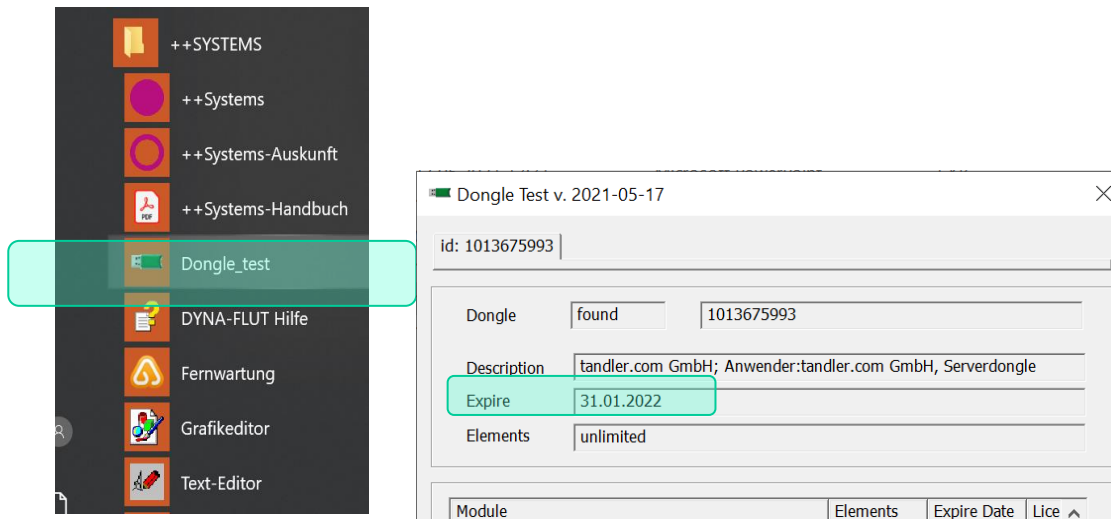 ++SYSTEMS
++Systems
++Systems-Auskunft
PDF
++Systems-Handbuch
Dongle_test
DYNA-FLUT Hilfe
Fernwartung
Grafikeditor
Text-Editor
Dongle Test v. 2021-05-17
id: 1013675993
Dongle found 1013675993
Description tandler.com GmbH; Anwender:tandler.com GmbH, Serverdongle
Expire 31.01.2022
Elements unlimited
Module Elements Expire Date Lice